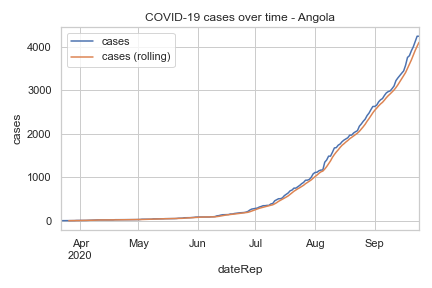 COVID-19 cases over time - Angola
cases
cases (rolling)
4000
3000
2000
1000
0
cases
Apr
2020
May
Jun
Jul
Aug
Sep
dateRep